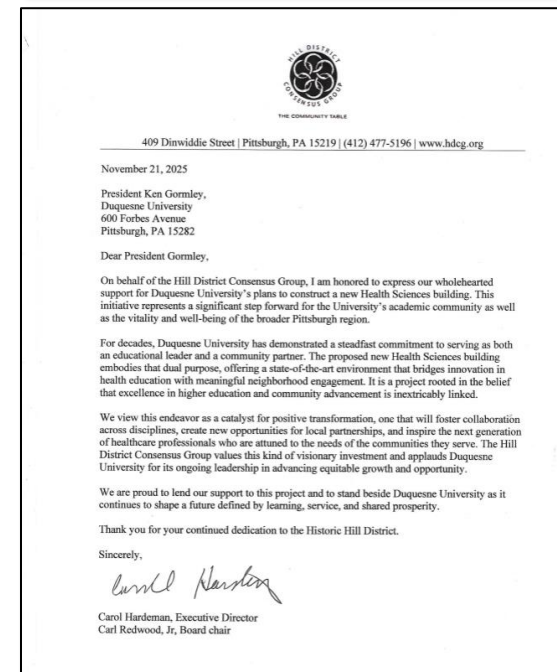 HILL DISTRICT
CONSENSUS GROUP
THE COMMUNITY TABLE
409 Dinwiddie Street | Pittsburgh, PA 15219 | (412) 477-5196 | www.hdcg.org
November 21, 2025
President Ken Gormley,
Duquesne University
600 Forbes Avenue
Pittsburgh, PA 15282
Dear President Gormley,
On behalf of the Hill District Consensus Group, I am honored to express our wholehearted
support for Duquesne University's plans to construct a new Health Sciences building. This
initiative represents a significant step forward for the University's academic community as well
as the vitality and well-being of the broader Pittsburgh region.
For decades, Duquesne University has demonstrated a steadfast commitment to serving as both
an educational leader and a community partner. The proposed new Health Sciences building
embodies that dual purpose, offering a state-of-the-art environment that bridges innovation in
health education with meaningful neighborhood engagement. It is a project rooted in the belief
that excellence in higher education and community advancement is inextricably linked.
We view this endeavor as a catalyst for positive transformation, one that will foster collaboration
across disciplines, create new opportunities for local partnerships, and inspire the next generation
of healthcare professionals who are attuned to the needs of the communities they serve. The Hill
District Consensus Group values this kind of visionary investment and applauds Duquesne
University for its ongoing leadership in advancing equitable growth and opportunity.
We are proud to lend our support to this project and to stand beside Duquesne University as it
continues to shape a future defined by learning, service, and shared prosperity.
Thank you for your continued dedication to the Historic Hill District.
Sincerely,
Carol Hardeman, Executive Director
Carl Redwood, Jr, Board chair